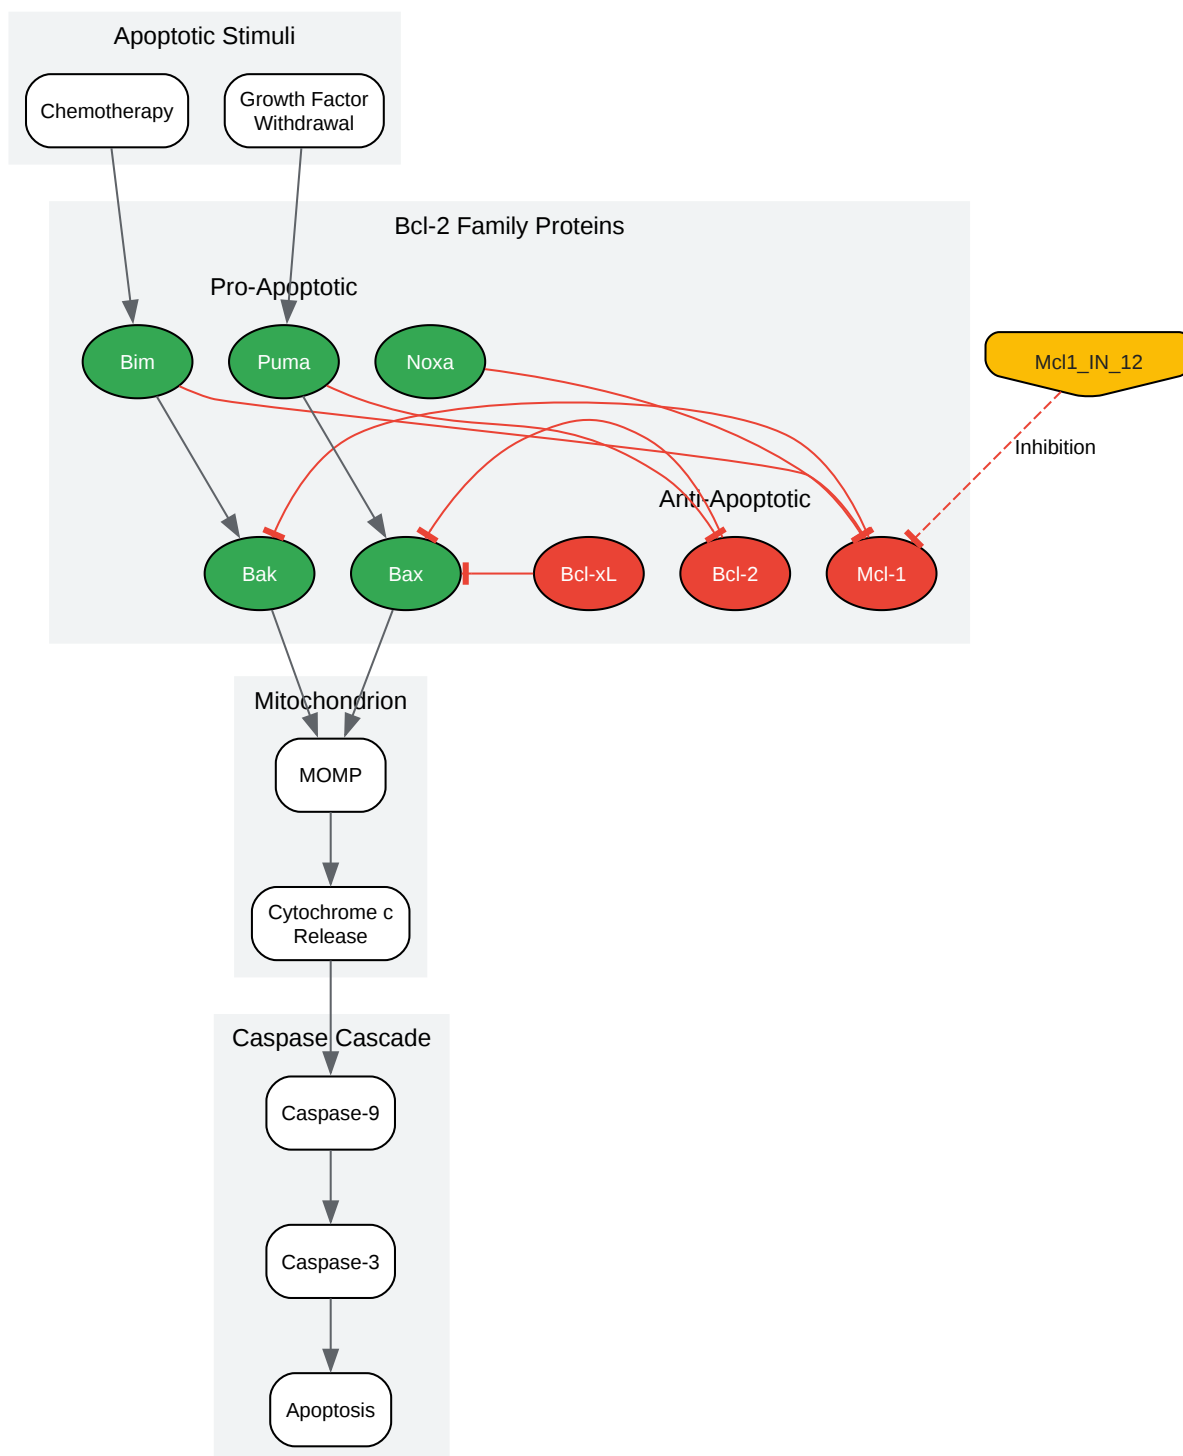 Apoptotic Stimuli
Chemotherapy
Growth Factor
Withdrawal
Bcl-2 Family Proteins
Pro-Apoptotic
Bim
Puma
Noxa
Mcl1_IN_12
Inhibition
Anti-Apoptotic
Bak
Bax
Bcl-xL
Bcl-2
Mcl-1
Mitochondrion
MOMP
Cytochrome c
Release
Caspase Cascade
Caspase-9
Caspase-3
Apoptosis